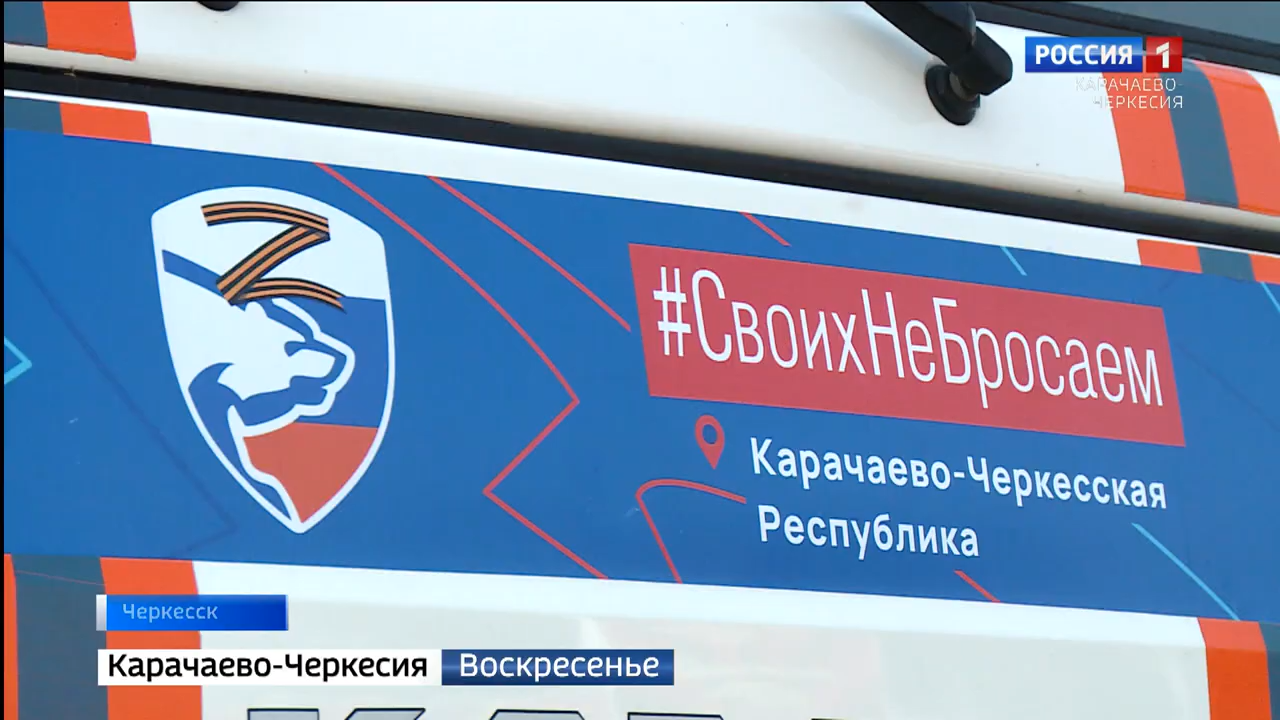 РОССИЯ 1
КАРАЧАЕВО-
ЧЕРКЕСИЯ
Z
#СвоихНеБросаем
Карачаево-Черкесская
Республика
Черкесск
Карачаево-Черкесия Воскресенье